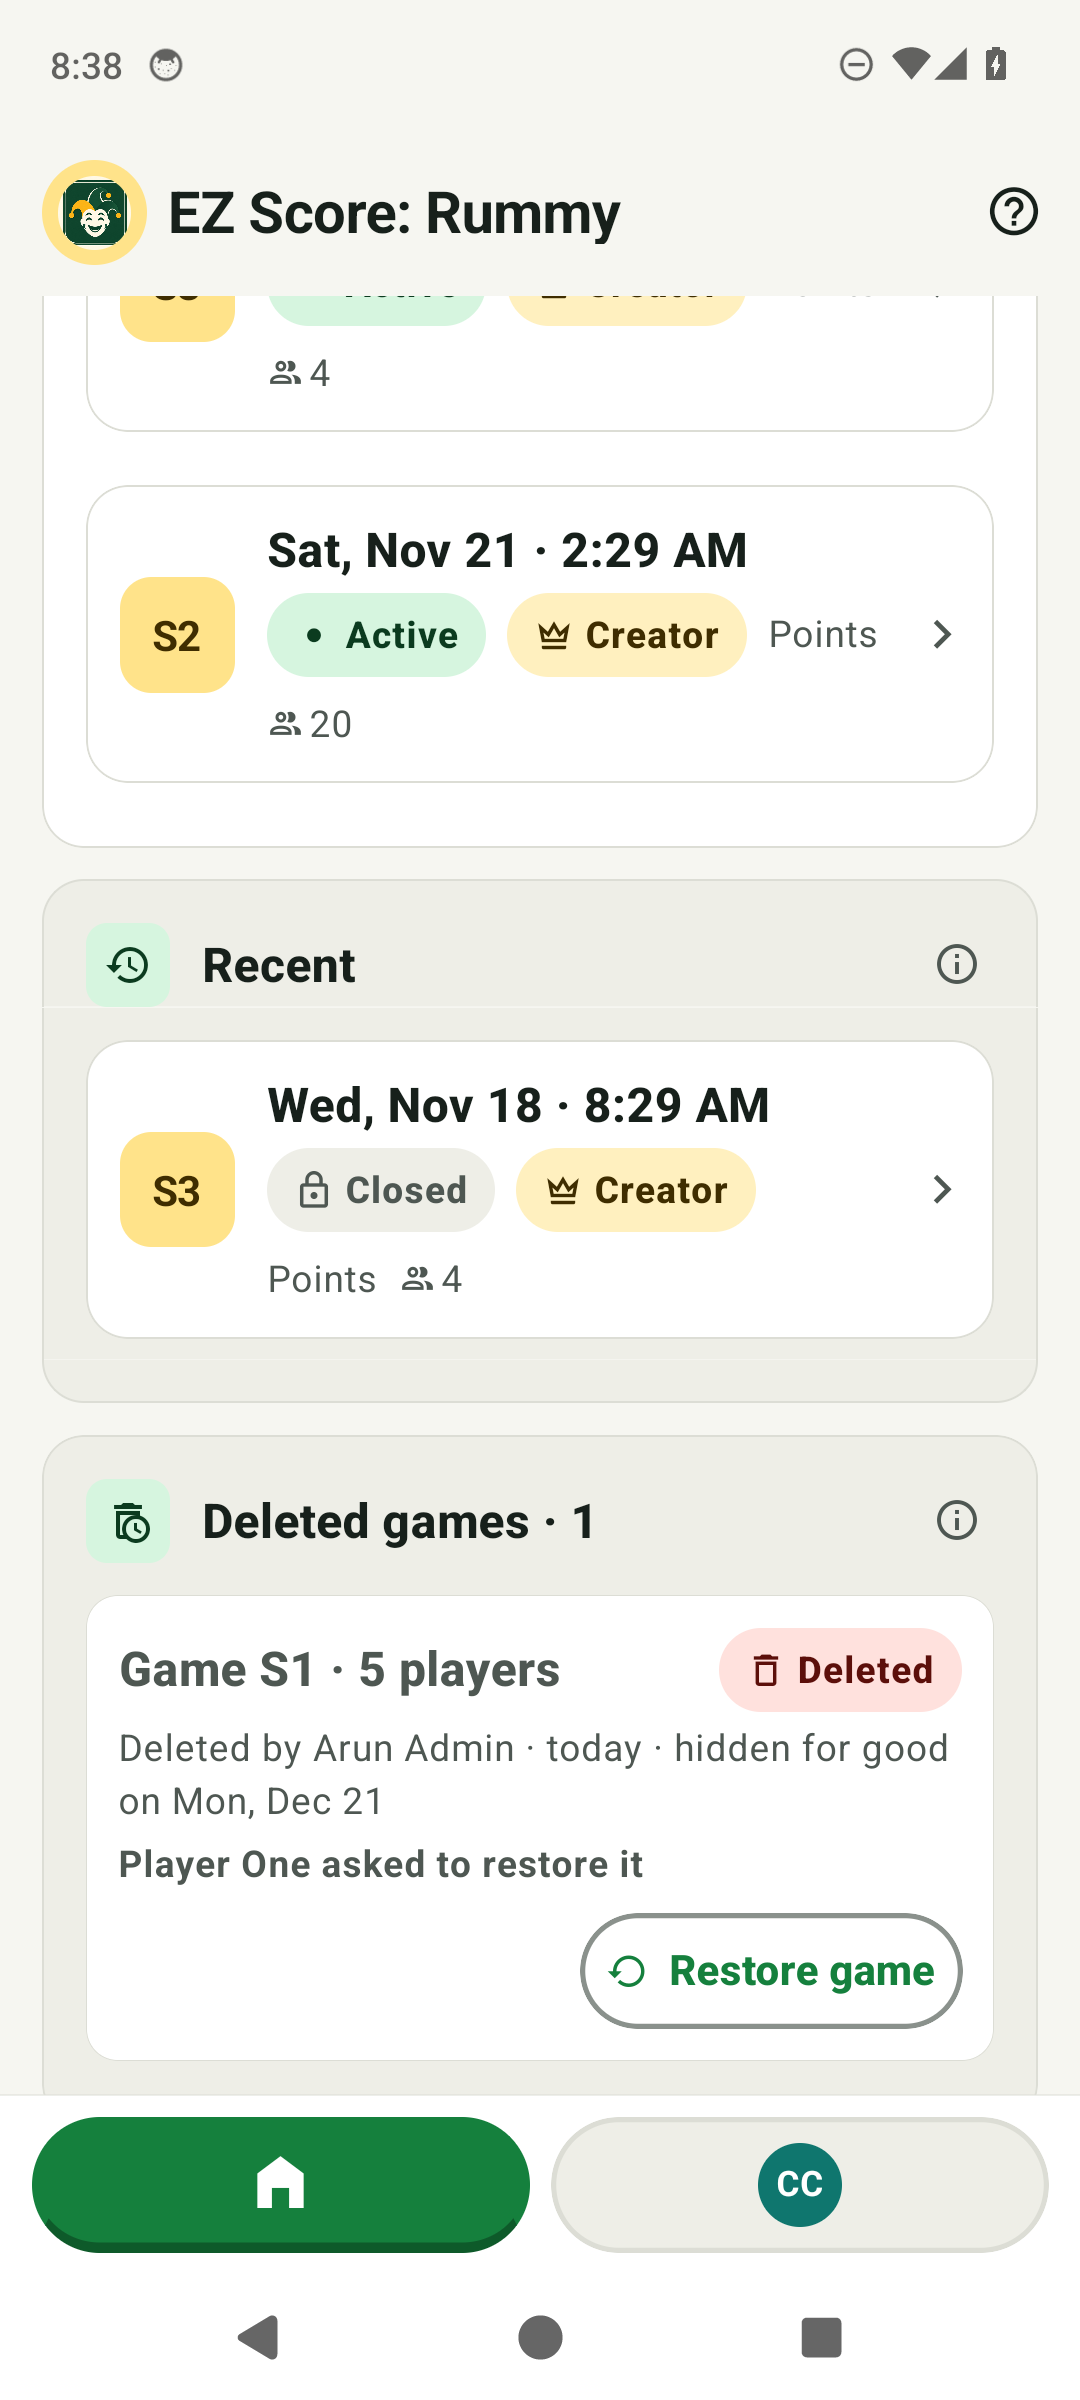 8:38
EZ Score: Rummy
4
Sat, Nov 21 · 2:29 AM
S2
Active
Creator
Points
20
Recent
Wed, Nov 18 · 8:29 AM
S3
Closed
Creator
Points 4
Deleted games · 1
Game S1 · 5 players
Deleted
Deleted by Arun Admin · today · hidden for good
on Mon, Dec 21
Player One asked to restore it
Restore game
CC